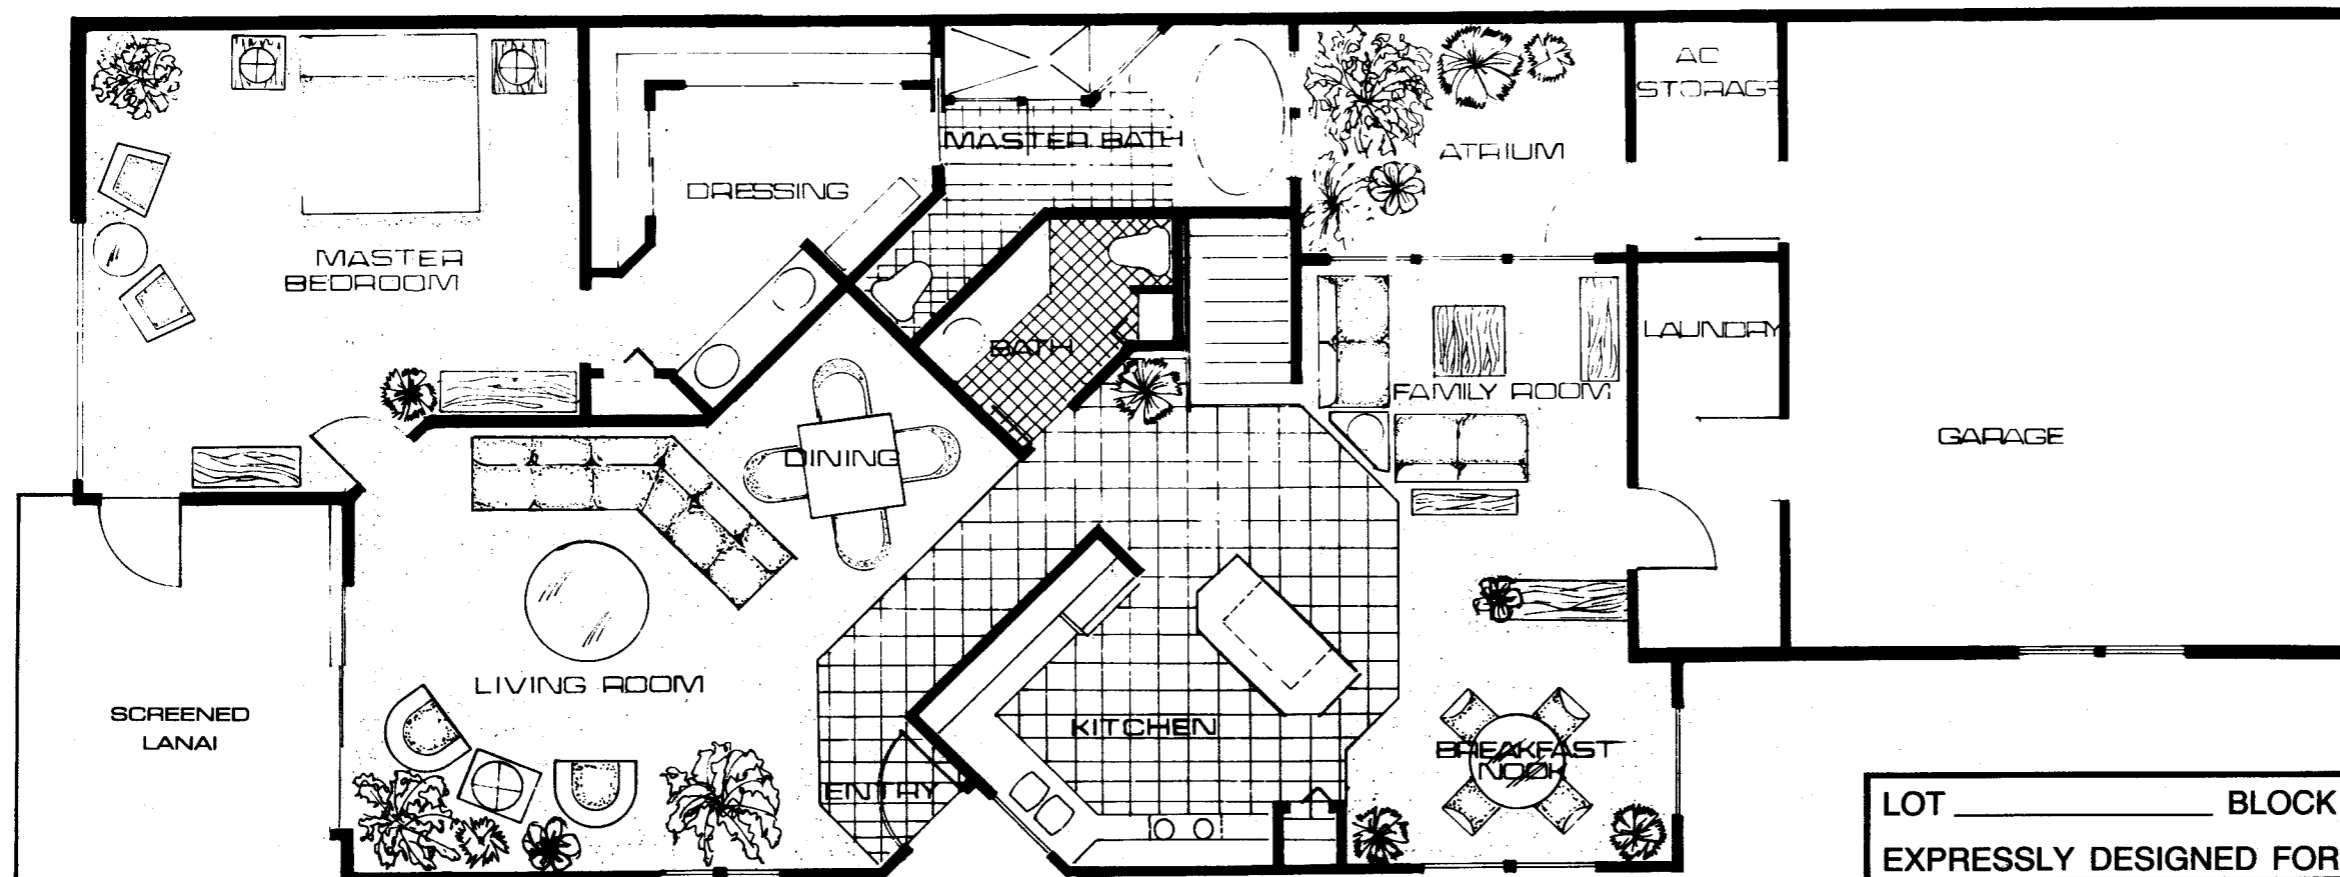 AC
STORAGE
MASTER BATH
ATRIUM
DRESSING
MASTER
BEDROOM
BATH
LAUNDRY
FAMILY ROOM
GARAGE
DINING
LIVING ROOM
SCREENED
LANAI
KITCHEN
BREAKFAST
NOOK
ENTRY
LOT ____________ BLOCK
EXPRESSLY DESIGNED FOR